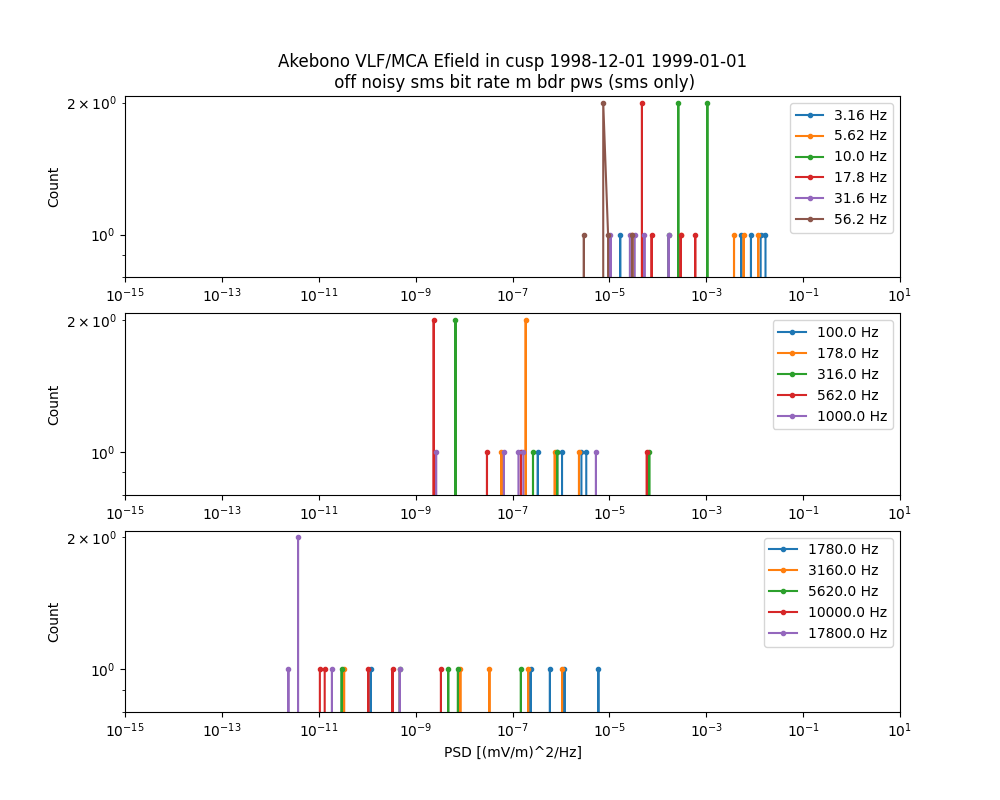 Akebono VLF/MCA Efield in cusp 1998-12-01 1999-01-01
off noisy sms bit rate m bdr pws (sms only)
2 × 10⁰
10⁰
Count
3.16 Hz
5.62 Hz
10.0 Hz
17.8 Hz
31.6 Hz
56.2 Hz
10⁻¹⁵ 10⁻¹³ 10⁻¹¹ 10⁻⁹ 10⁻⁷ 10⁻⁵ 10⁻³ 10⁻¹ 10¹
2 × 10⁰
10⁰
Count
100.0 Hz
178.0 Hz
316.0 Hz
562.0 Hz
1000.0 Hz
10⁻¹⁵ 10⁻¹³ 10⁻¹¹ 10⁻⁹ 10⁻⁷ 10⁻⁵ 10⁻³ 10⁻¹ 10¹
2 × 10⁰
10⁰
Count
1780.0 Hz
3160.0 Hz
5620.0 Hz
10000.0 Hz
17800.0 Hz
10⁻¹⁵ 10⁻¹³ 10⁻¹¹ 10⁻⁹ 10⁻⁷ 10⁻⁵ 10⁻³ 10⁻¹ 10¹
PSD [(mV/m)^2/Hz]